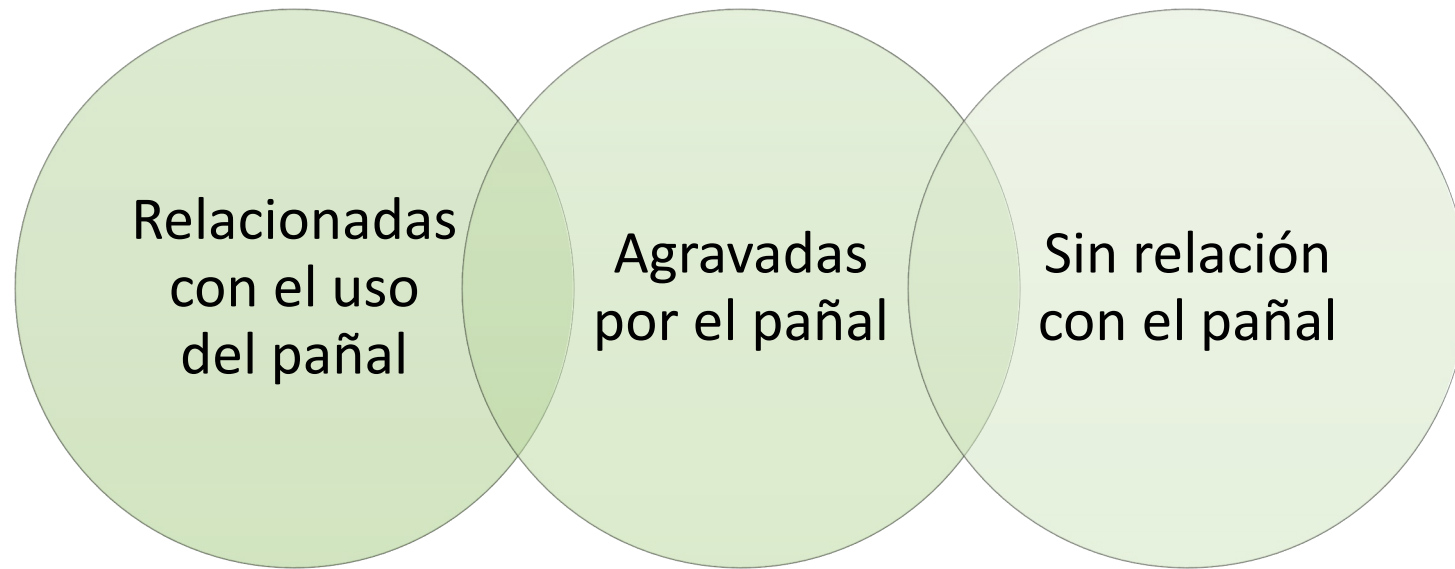 Relacionadas
con el uso
del pañal
Agravadas
por el pañal
Sin relación
con el pañal